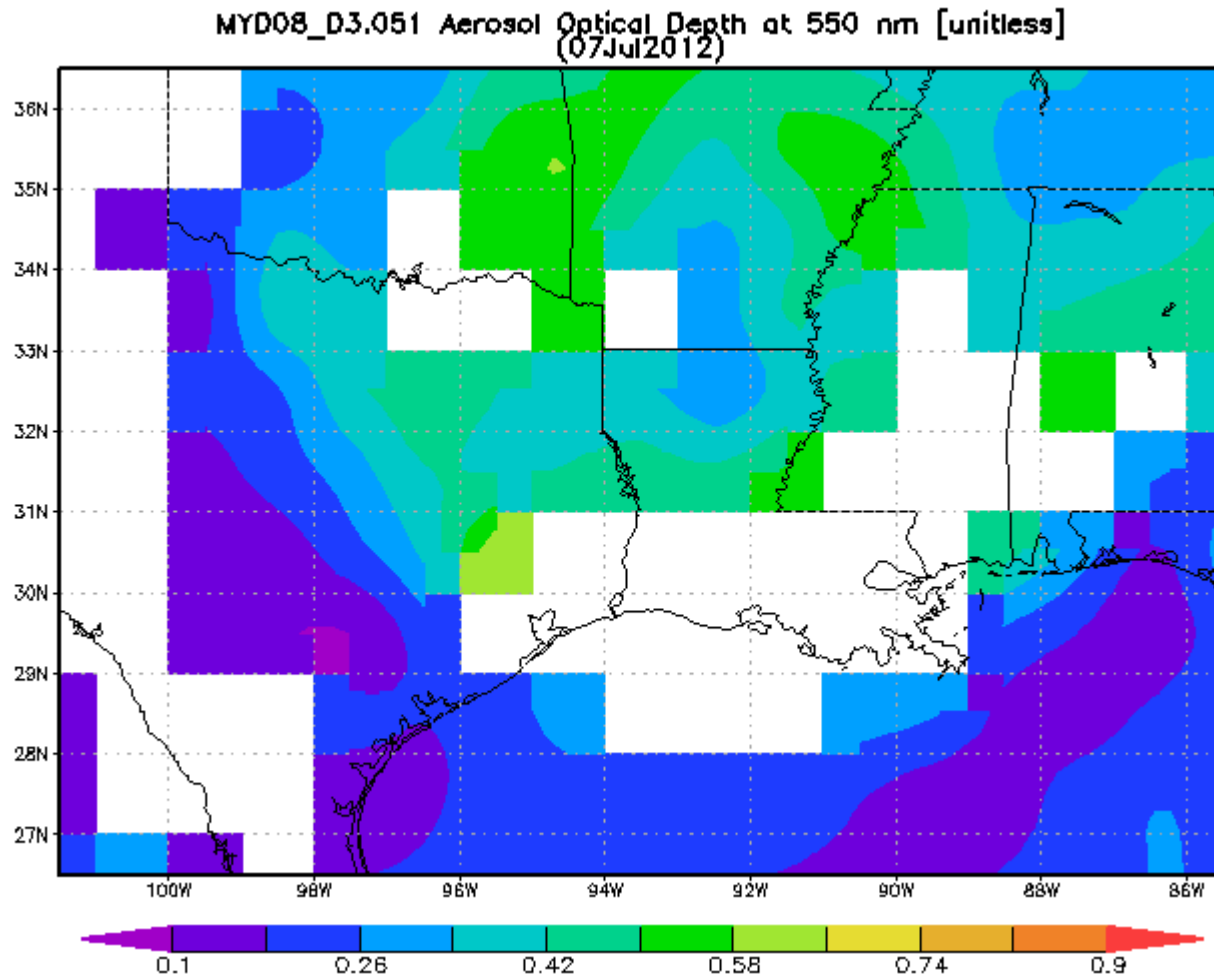 MYD08_D3.051 Aerosol Optical Depth at 550 nm [unitless]
(07Jul2012)
36N
35N
34N
33N
32N
31N
30N
29N
28N
27N
100W 98W 96W 94W 92W 90W 88W 86W
0.1 0.26 0.42 0.58 0.74 0.9